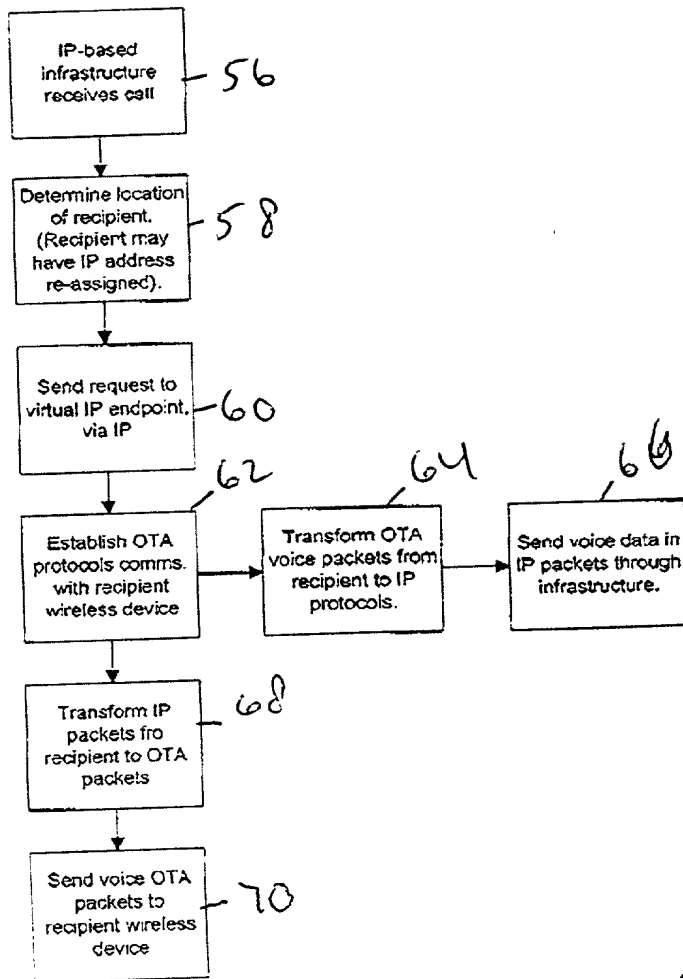 IP-based
infrastructure
receives call
56
Determine location
of recipient.
(Recipient may
have IP address
re-assigned).
58
Send request to
virtual IP endpoint,
via IP
60
62
Establish OTA
protocols comms.
with recipient
wireless device
64
Transform OTA
voice packets from
recipient to IP
protocols.
66
Send voice data in
IP packets through
infrastructure.
Transform IP
packets fro
recipient to OTA
packets
68
Send voice OTA
packets to
recipient wireless
device
70